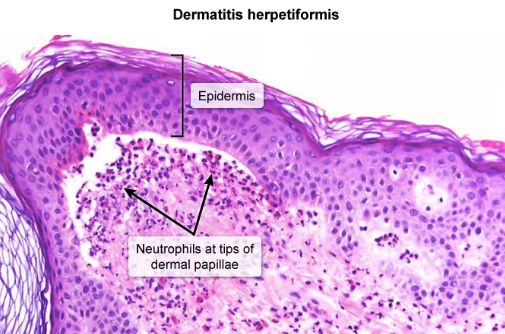 Dermatitis herpetiformis
Epidermis
Neutrophils at tips of
dermal papillae